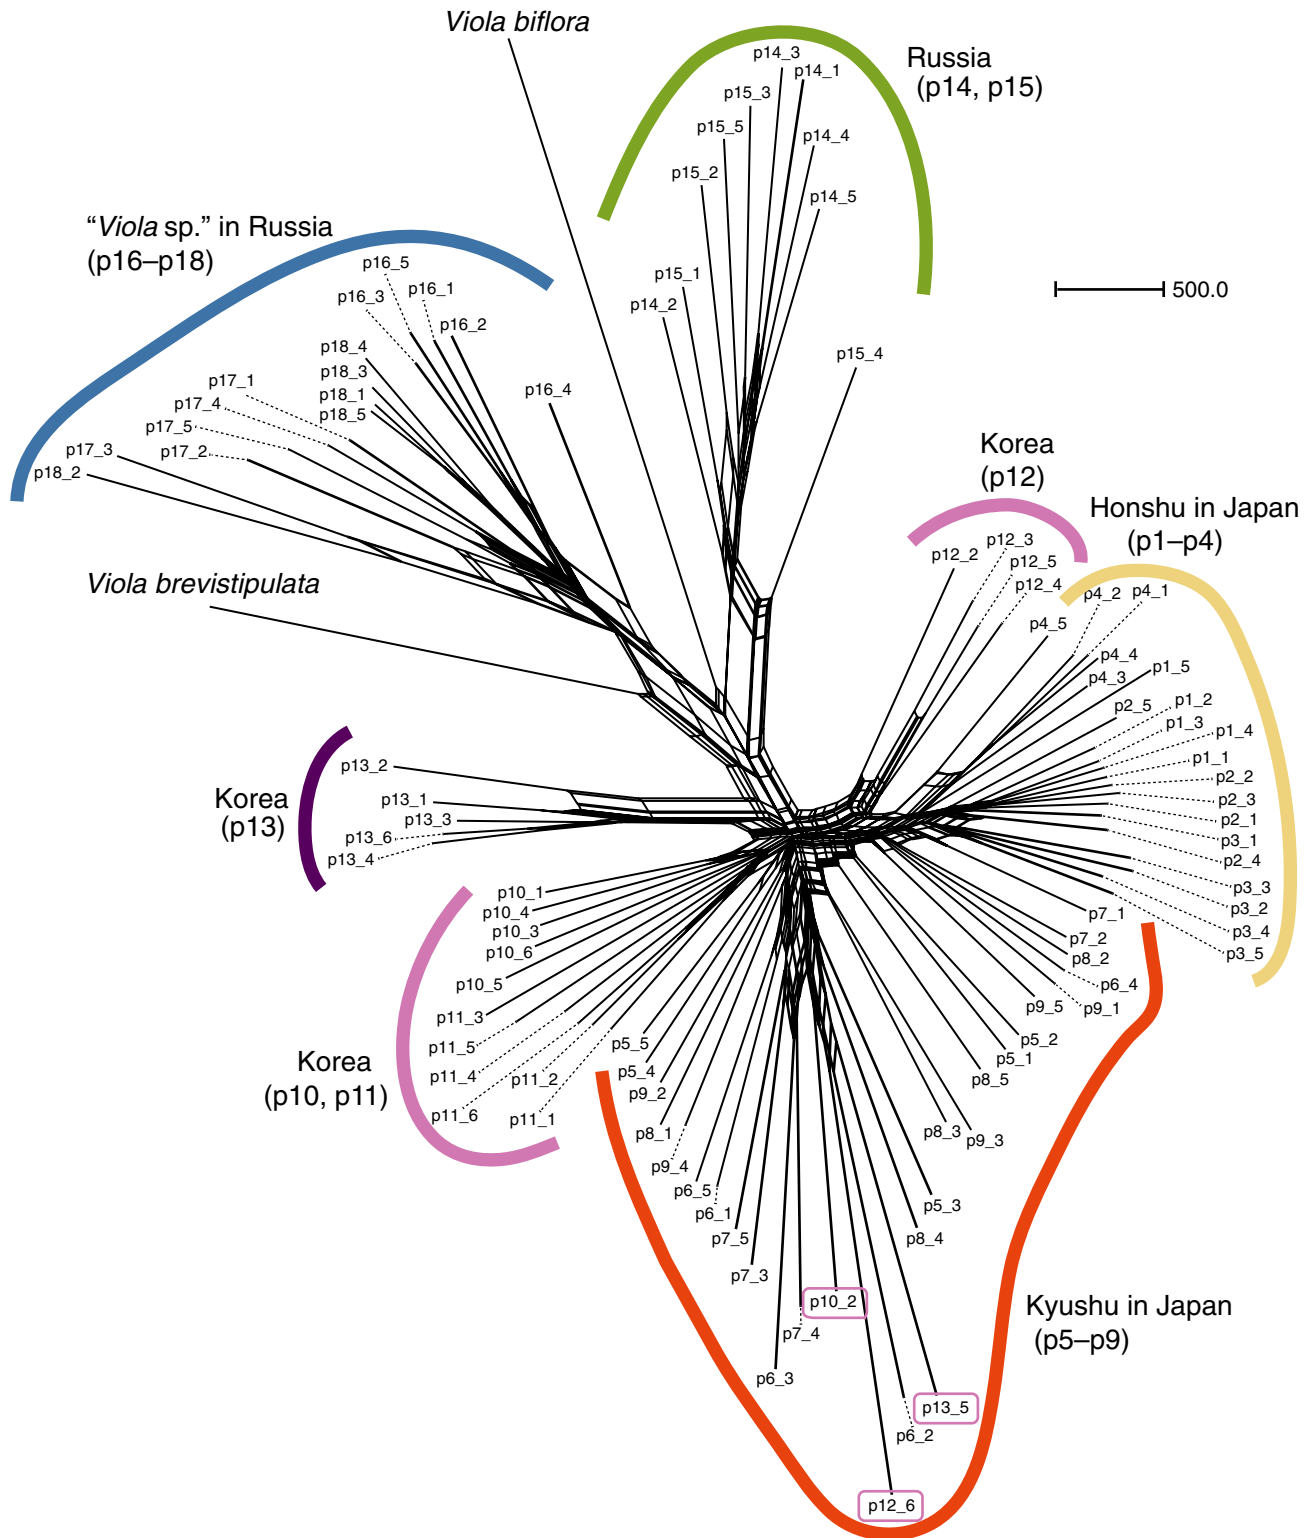 Viola biflora
Russia
(p14, p15)
p14_3
p14_1
p15_3
p15_5
p14_4
p15_2
p14_5
p15_1
p14_2
p15_4
500.0
“Viola sp.” in Russia
(p16–p18)
p16_5
p16_1
p16_3
p16_2
p18_4
p18_3
p18_1
p18_5
p16_4
p17_1
p17_4
p17_5
p17_2
p17_3
p18_2
Viola brevistipulata
Korea
(p12)
p12_3
p12_2
p12_5
p12_4
Honshu in Japan
(p1–p4)
p4_2
p4_1
p4_5
p4_4
p4_3
p1_5
p2_5
p1_2
p1_3
p1_4
p1_1
p2_2
p2_3
p2_1
p3_1
p2_4
p3_3
p3_2
p3_4
p3_5
Korea
(p13)
p13_2
p13_1
p13_3
p13_6
p13_4
p10_1
p10_4
p10_3
p10_6
p10_5
p11_3
p11_5
p11_4
p11_2
p11_6
p11_1
Korea
(p10, p11)
p7_1
p7_2
p8_2
p6_4
p9_1
p9_5
p5_2
p5_1
p8_5
p5_5
p5_4
p9_2
p8_1
p9_4
p6_5
p6_1
p7_5
p7_3
p8_3
p9_3
p5_3
p8_4
p10_2
p7_4
p6_3
p13_5
p6_2
p12_6
Kyushu in Japan
(p5–p9)